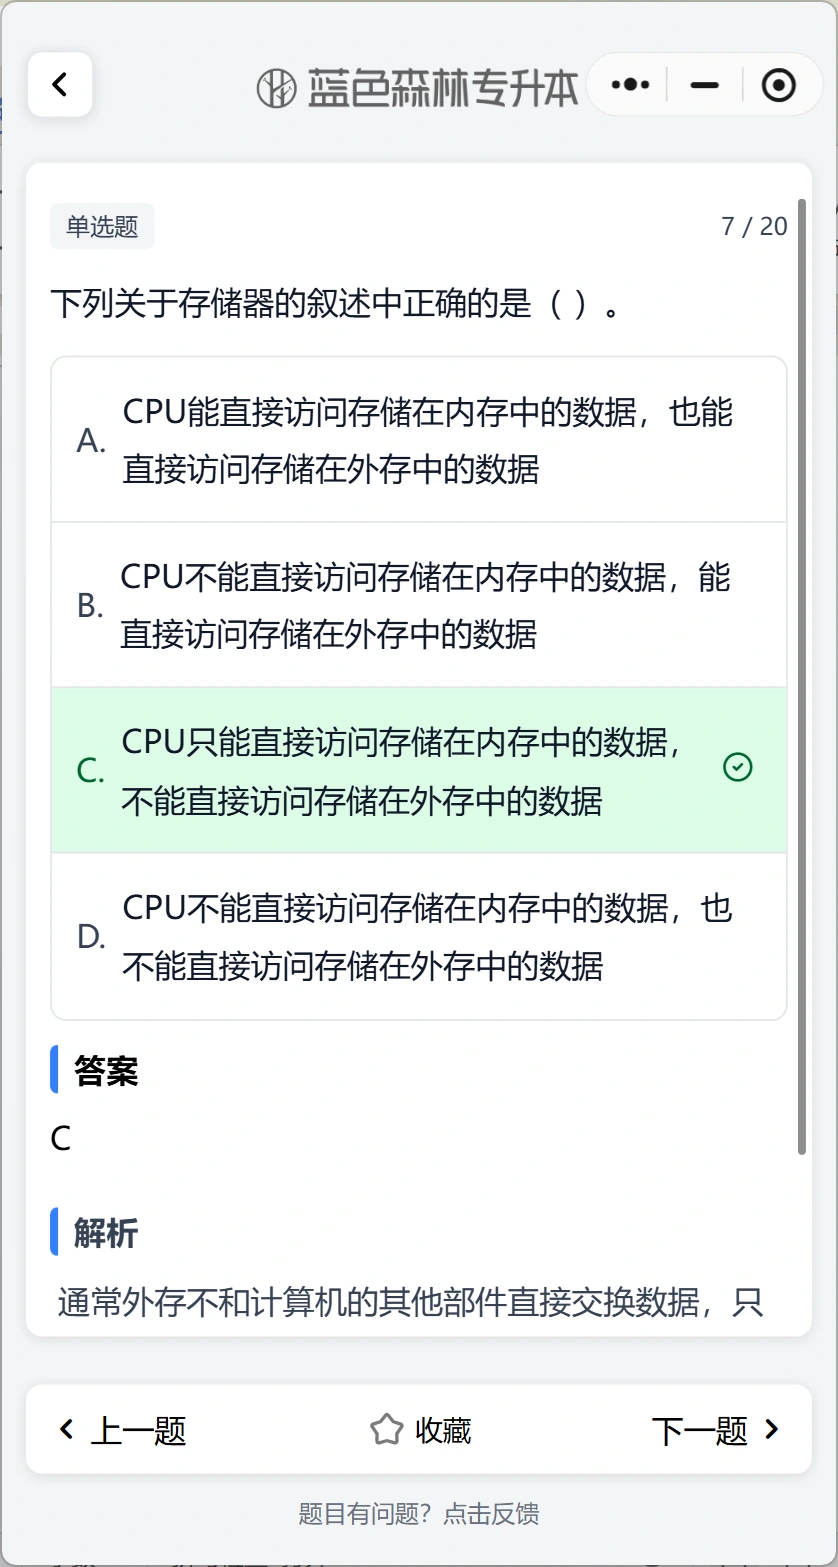 蓝色森林专升本
单选题
7 / 20
下列关于存储器的叙述中正确的是（ ）。
A.
CPU能直接访问存储在内存中的数据，也能
直接访问存储在外存中的数据
B.
CPU不能直接访问存储在内存中的数据，能
直接访问存储在外存中的数据
C.
CPU只能直接访问存储在内存中的数据，
不能直接访问存储在外存中的数据
D.
CPU不能直接访问存储在内存中的数据，也
不能直接访问存储在外存中的数据
答案
C
解析
通常外存不和计算机的其他部件直接交换数据，只
上一题
收藏
下一题
题目有问题？点击反馈